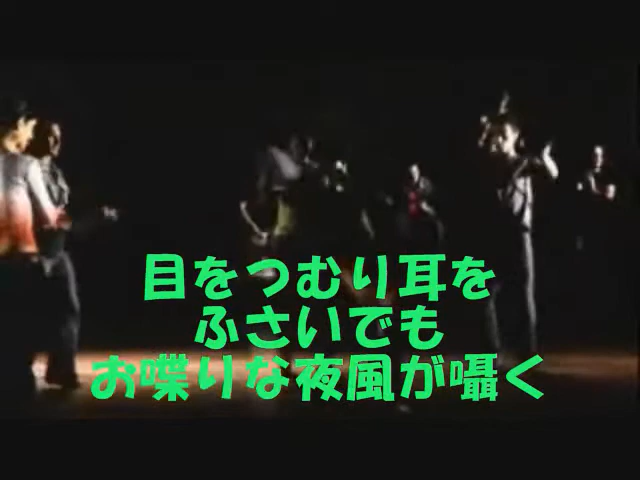 目をつむり耳を
ふさいでも
お喋りな夜風が囁く